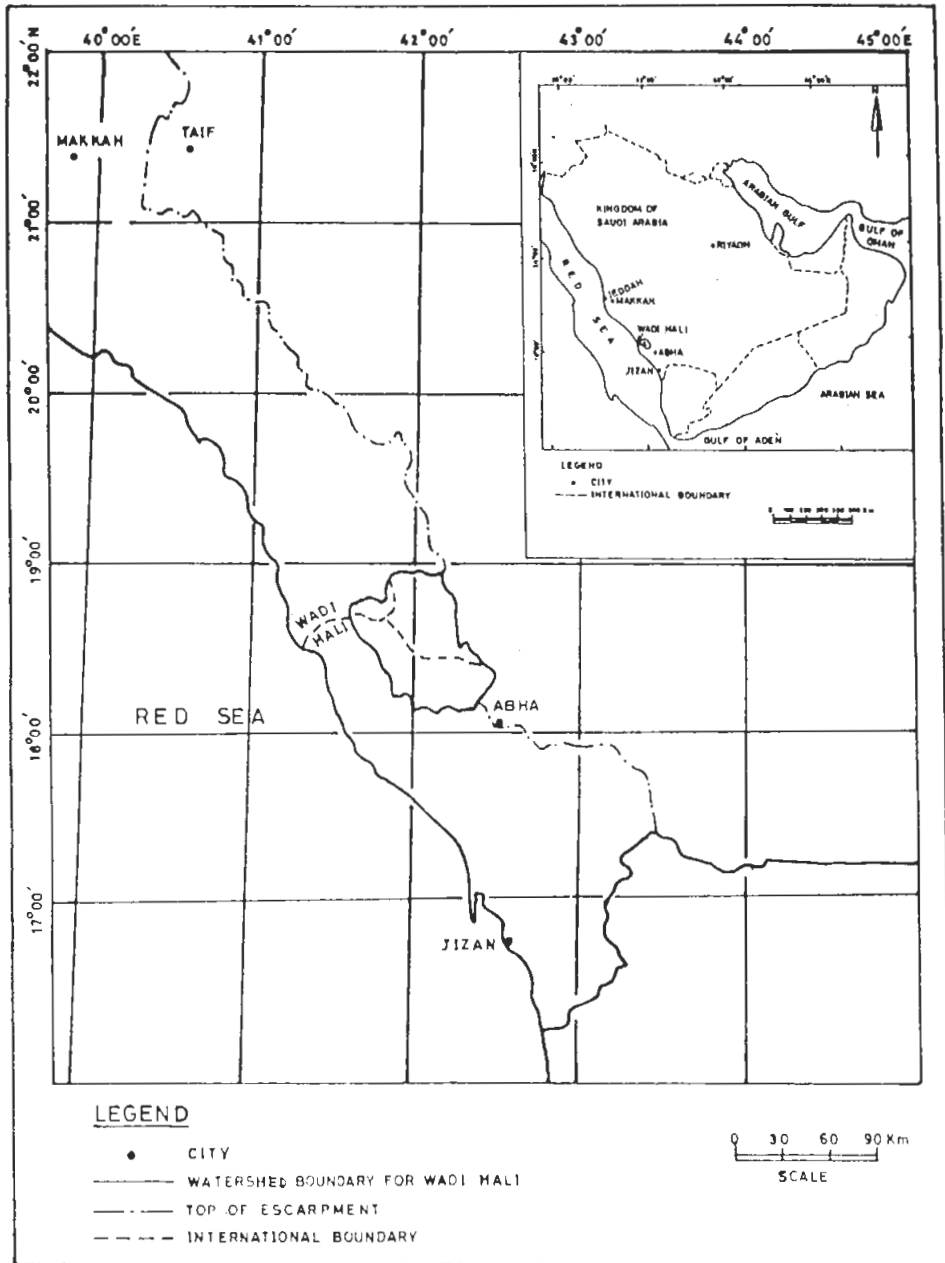 40°00'E 41°00' 42°00' 43°00' 44°00' 45°00'E
22°00'N
MAKKAH
TAIF
21°00'
20°00'
19°00'
WADI
HALI
RED SEA
ABHA
18°00'
17°00'
JIZAN
N
KINGDOM OF
SAUDI ARABIA
ARABIAN GULF
GULF OF
OMAN
RIYADH
RED SEA
JEDDAH
MAKKAH
WADI HALI
ABHA
JIZAN
ARABIAN SEA
GULF OF ADEN
LEGEND
CITY
INTERNATIONAL BOUNDARY
LEGEND
CITY
WATERSHED BOUNDARY FOR WADI HALI
TOP OF ESCARPMENT
INTERNATIONAL BOUNDARY
0 30 60 90 Km
SCALE